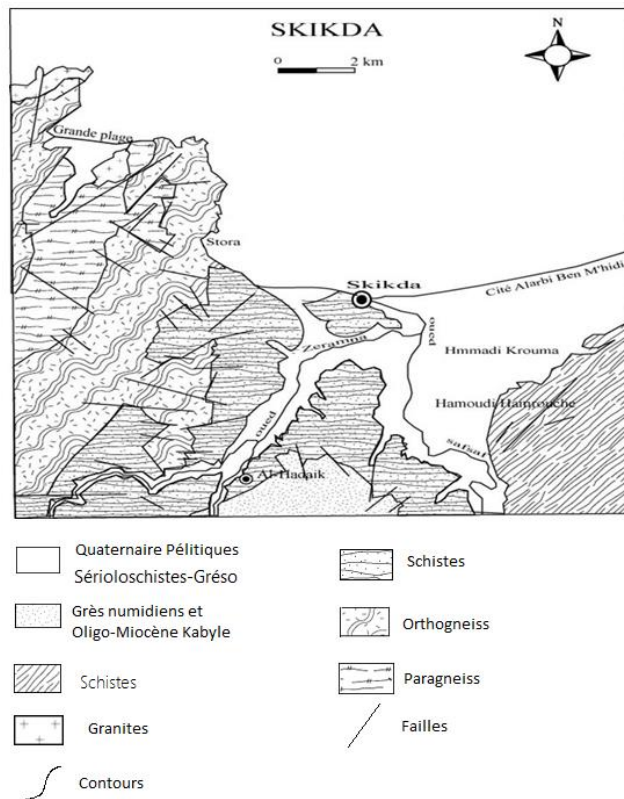 SKIKDA
N
0 2 km
Grande plage
Stora
Skikda
Cité Alarbi Ben M'hidi
Zeramna
oued
Hmmadi Krouma
Hamoudi Hamrouche
oued
safsaf
Al-Hadaik
Quaternaire Pélitiques
Sérioloschistes-Gréso
Schistes
Grès numidiens et
Oligo-Miocène Kabyle
Orthogneiss
Schistes
Paragneiss
Granites
Failles
Contours